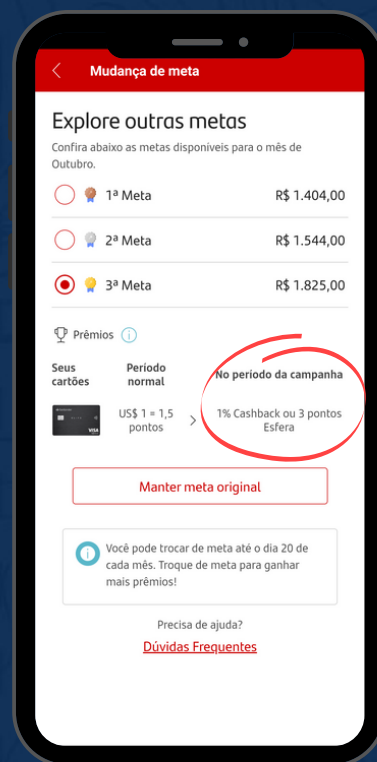 Mudança de meta
Explore outras metas
Confira abaixo as metas disponíveis para o mês de
Outubro.
1ª Meta R$ 1.404,00
2ª Meta R$ 1.544,00
3ª Meta R$ 1.825,00
Prêmios
Seus
cartões
Período
normal
No período da campanha
VISA
US$ 1 = 1,5
pontos
1% Cashback ou 3 pontos
Esfera
Manter meta original
Você pode trocar de meta até o dia 20 de
cada mês. Troque de meta para ganhar
mais prêmios!
Precisa de ajuda?
Dúvidas Frequentes